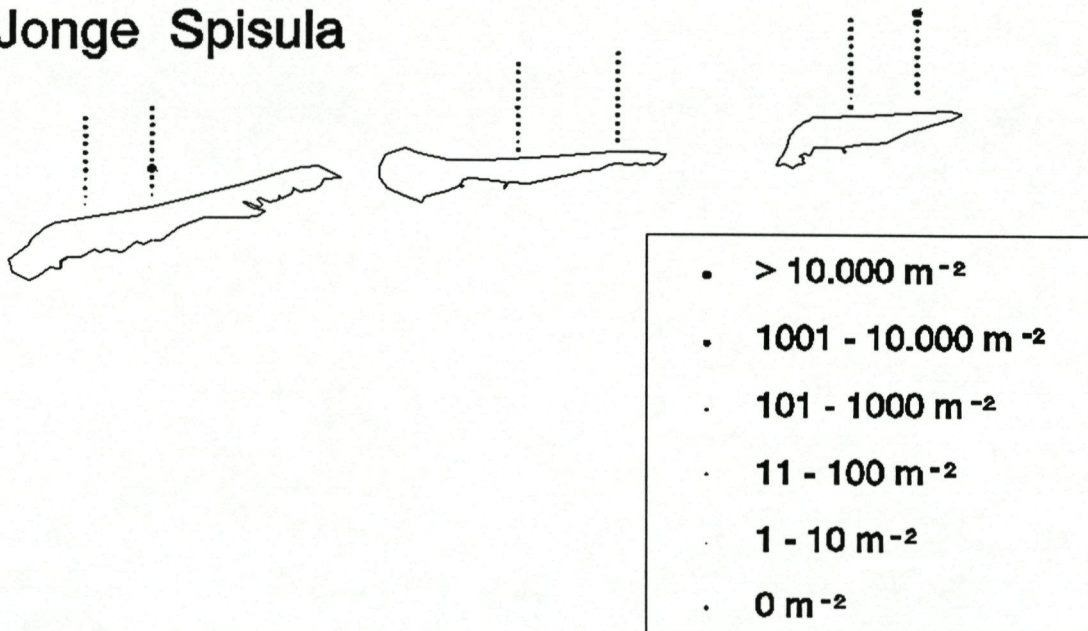 Jonge Spisula
> 10.000 m⁻²
1001 - 10.000 m⁻²
101 - 1000 m⁻²
11 - 100 m⁻²
1 - 10 m⁻²
0 m⁻²